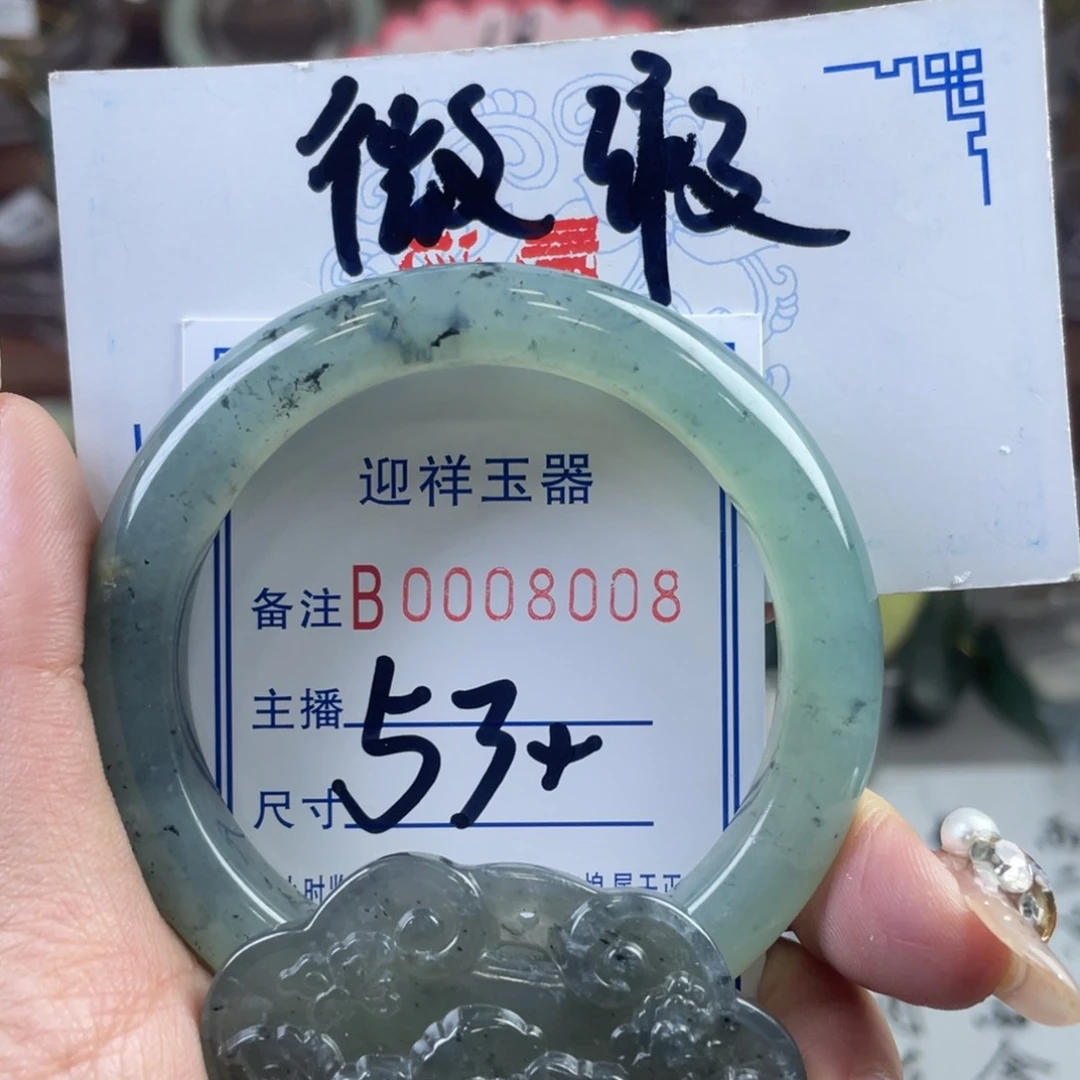 微瑕
迎祥玉器
备注B0008008
主播
53+
尺寸